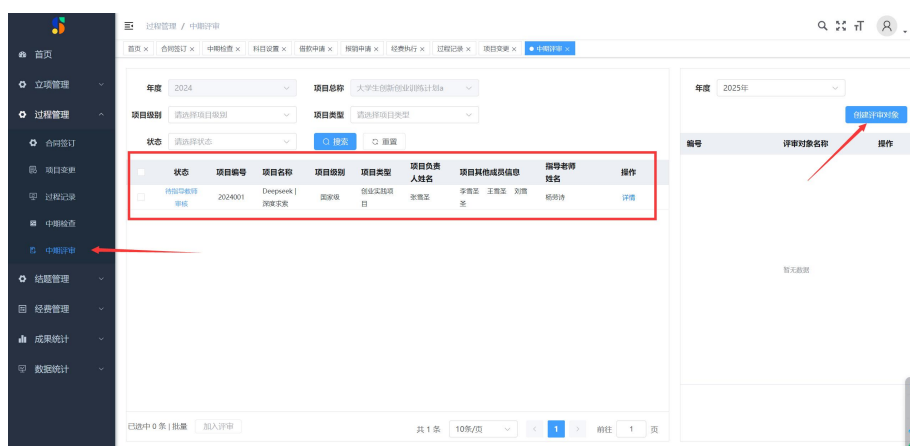 过程管理 / 中期评审
首页 × 合同签订 × 中期检查 × 科目设置 × 借款申请 × 报销申请 × 经费执行 × 过程记录 × 项目变更 × 中期评审 ×
首页
立项管理
过程管理
合同签订
项目变更
过程记录
中期检查
中期评审
结题管理
经费管理
成果统计
数据统计
年度 2024 项目总称 大学生创新创业训练计划a
项目级别 请选择项目级别 项目类型 请选择项目类型
状态 请选择状态 搜索 重置
状态 项目编号 项目名称 项目级别 项目类型 项目负责人姓名 项目其他成员信息 指导老师姓名 操作
待指导教师审核 2024001 Deepseek|深度求索 国家级 创业实践项目 张雪圣 李雪圣 王雪圣 刘雪圣 杨劳诗 详情
已选中 0 条 | 批量 加入评审
共 1 条 10条/页 1 前往 1 页
年度 2025年
创建评审对象
编号 评审对象名称 操作
暂无数据